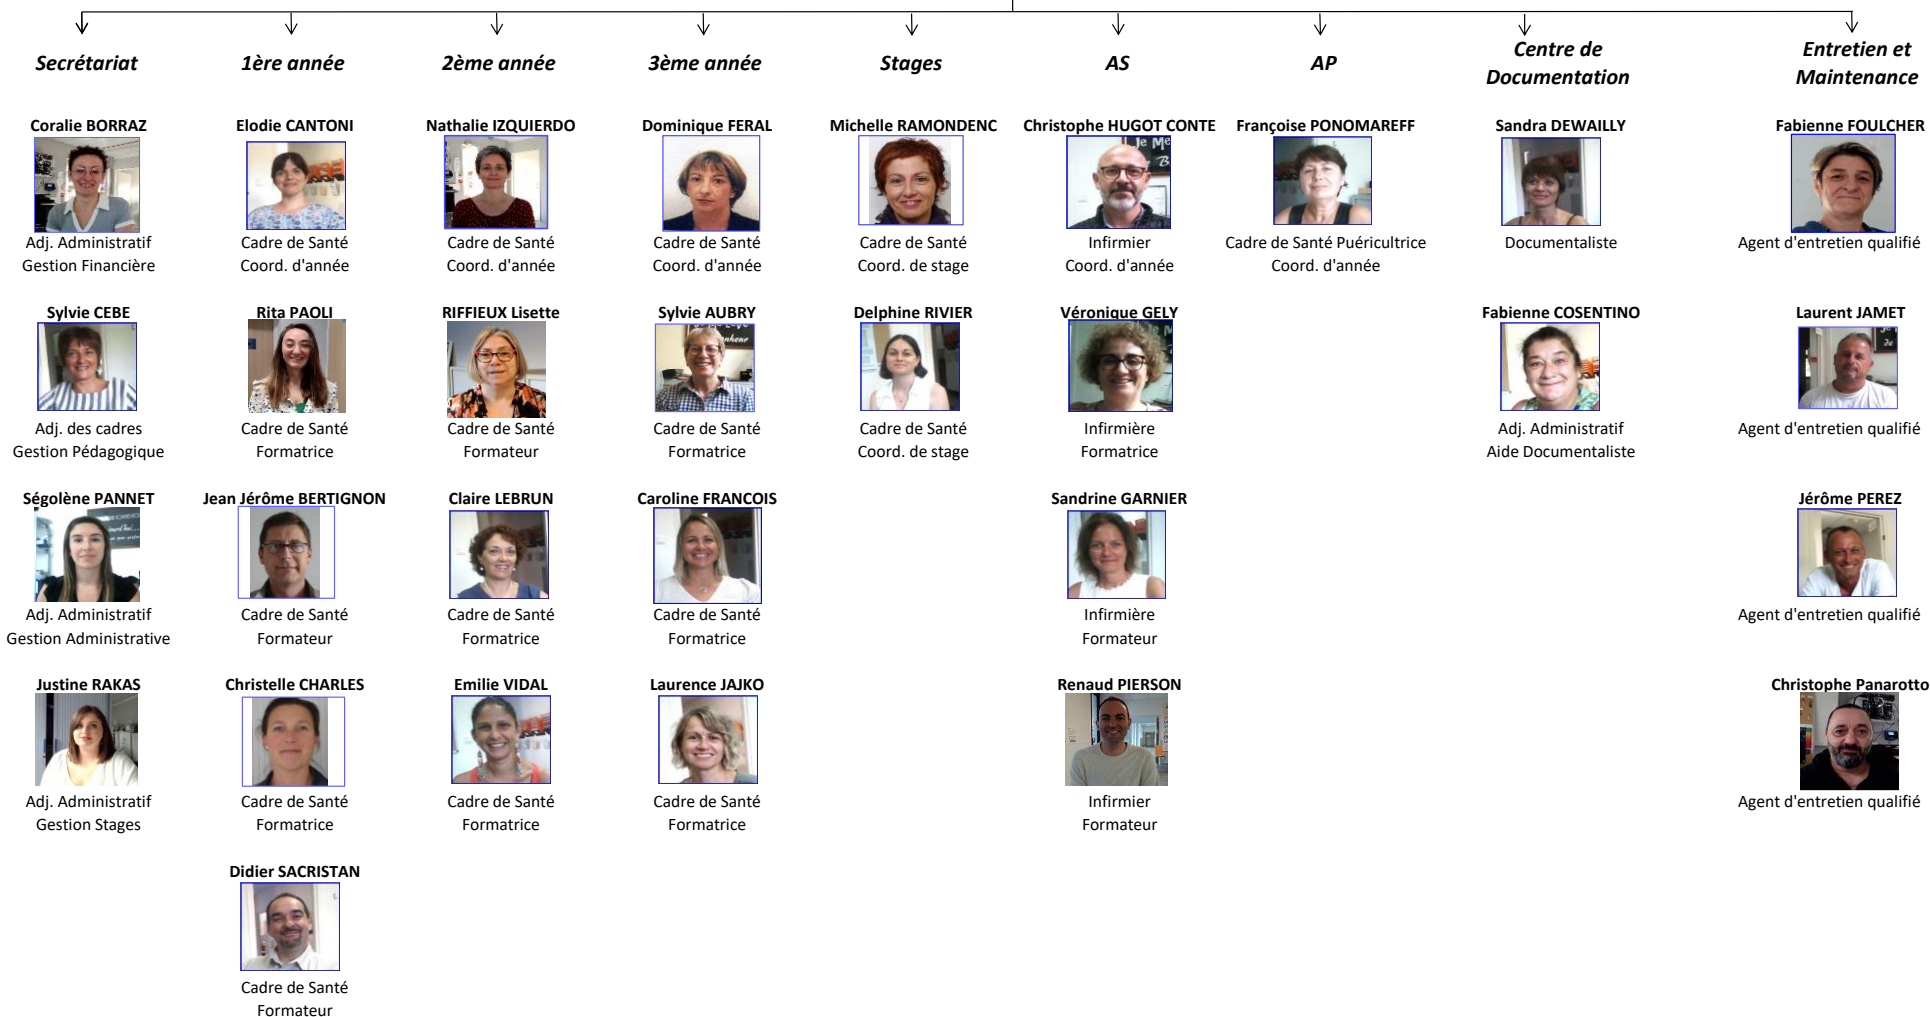 Secrétariat
1ère année
2ème année
3ème année
Stages
AS
AP
Centre de
Documentation
Entretien et
Maintenance
Coralie BORRAZ
Adj. Administratif
Gestion Financière
Sylvie CEBE
Adj. des cadres
Gestion Pédagogique
Ségolène PANNET
Adj. Administratif
Gestion Administrative
Justine RAKAS
Adj. Administratif
Gestion Stages
Elodie CANTONI
Cadre de Santé
Coord. d'année
Rita PAOLI
Cadre de Santé
Formatrice
Jean Jérôme BERTIGNON
Cadre de Santé
Formateur
Christelle CHARLES
Cadre de Santé
Formatrice
Didier SACRISTAN
Cadre de Santé
Formateur
Nathalie IZQUIERDO
Cadre de Santé
Coord. d'année
RIFFIEUX Lisette
Cadre de Santé
Formateur
Claire LEBRUN
Cadre de Santé
Formatrice
Emilie VIDAL
Cadre de Santé
Formatrice
Dominique FERAL
Cadre de Santé
Coord. d'année
Sylvie AUBRY
Cadre de Santé
Formatrice
Caroline FRANCOIS
Cadre de Santé
Formatrice
Laurence JAJKO
Cadre de Santé
Formatrice
Michelle RAMONDENC
Cadre de Santé
Coord. de stage
Delphine RIVIER
Cadre de Santé
Coord. de stage
Christophe HUGOT CONTE
Infirmier
Coord. d'année
Véronique GELY
Infirmière
Formatrice
Sandrine GARNIER
Infirmière
Formateur
Renaud PIERSON
Infirmier
Formateur
Françoise PONOMAREFF
Cadre de Santé Puéricultrice
Coord. d'année
Sandra DEWAILLY
Documentaliste
Fabienne COSENTINO
Adj. Administratif
Aide Documentaliste
Fabienne FOULCHER
Agent d'entretien qualifié
Laurent JAMET
Agent d'entretien qualifié
Jérôme PEREZ
Agent d'entretien qualifié
Christophe Panarotto
Agent d'entretien qualifié